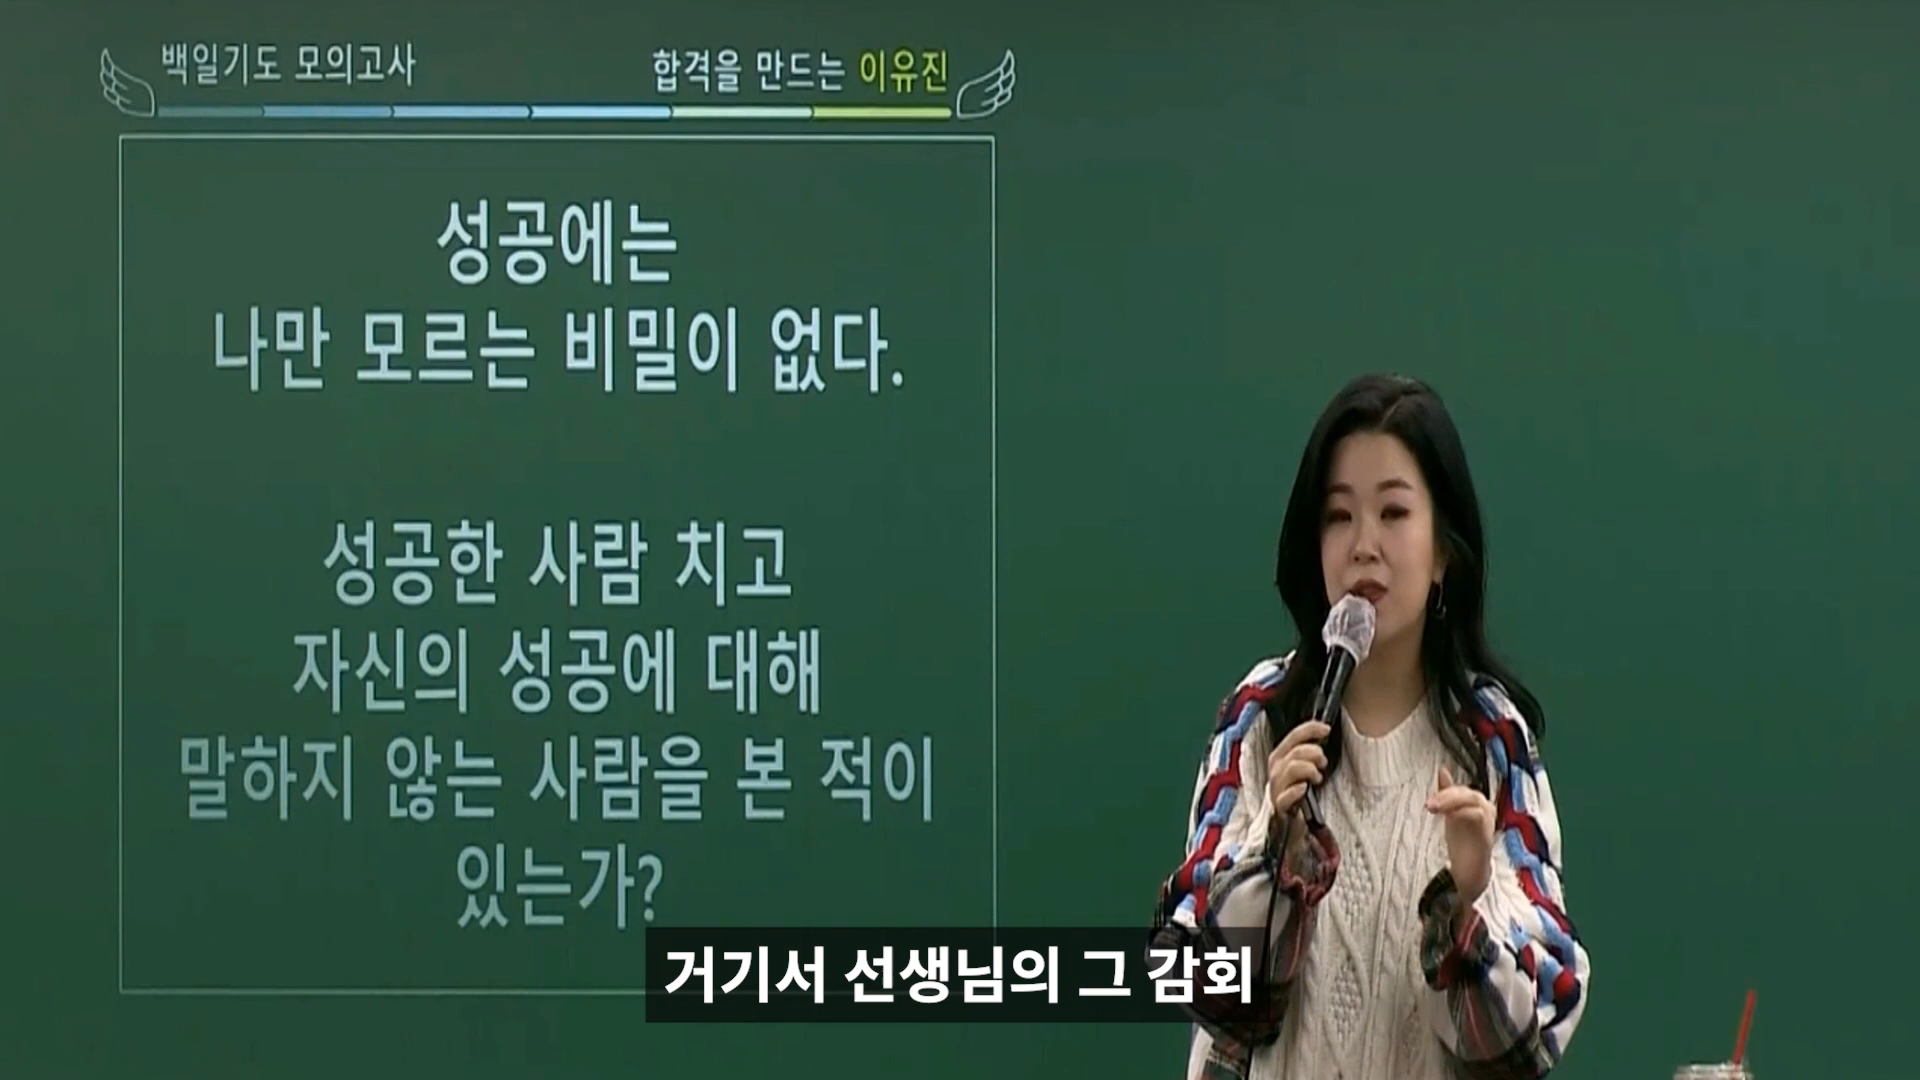 백일기도 모의고사
합격을 만드는 이유진
성공에는
나만 모르는 비밀이 없다.
성공한 사람 치고
자신의 성공에 대해
말하지 않는 사람을 본 적이
있는가?
거기서 선생님의 그 감회